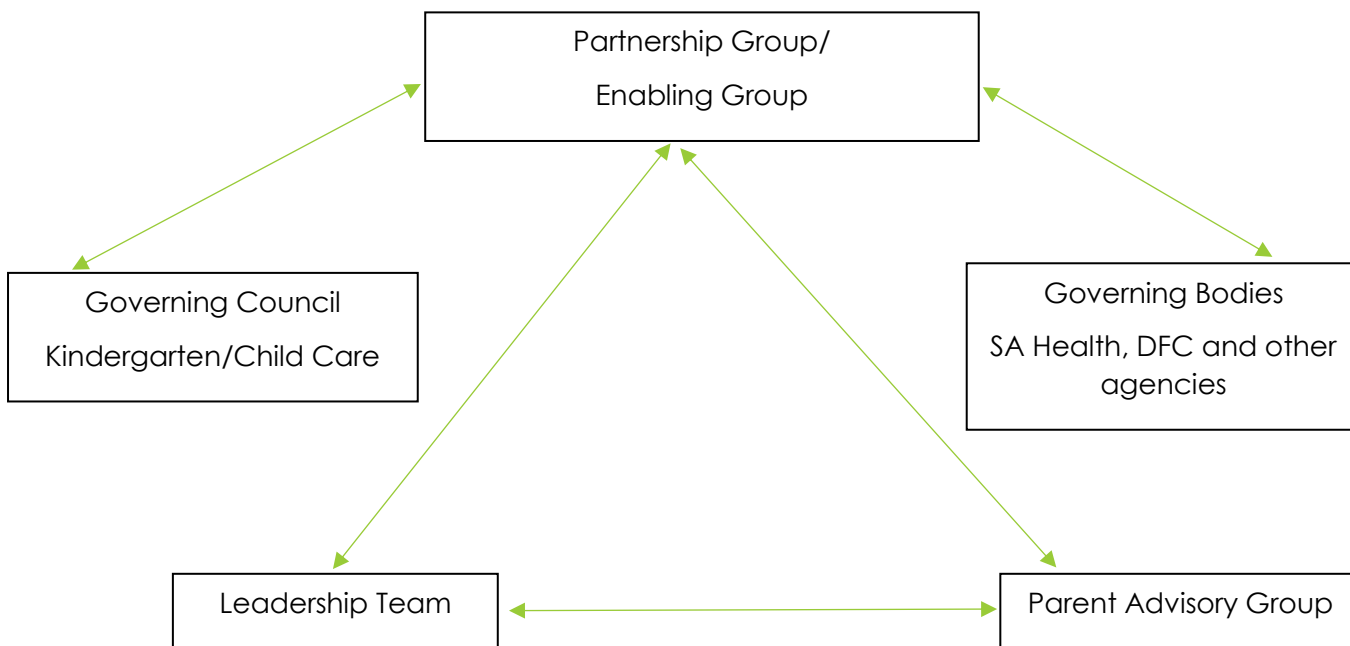 Partnership Group/
Enabling Group
Governing Council
Kindergarten/Child Care
Governing Bodies
SA Health, DFC and other
agencies
Leadership Team
Parent Advisory Group